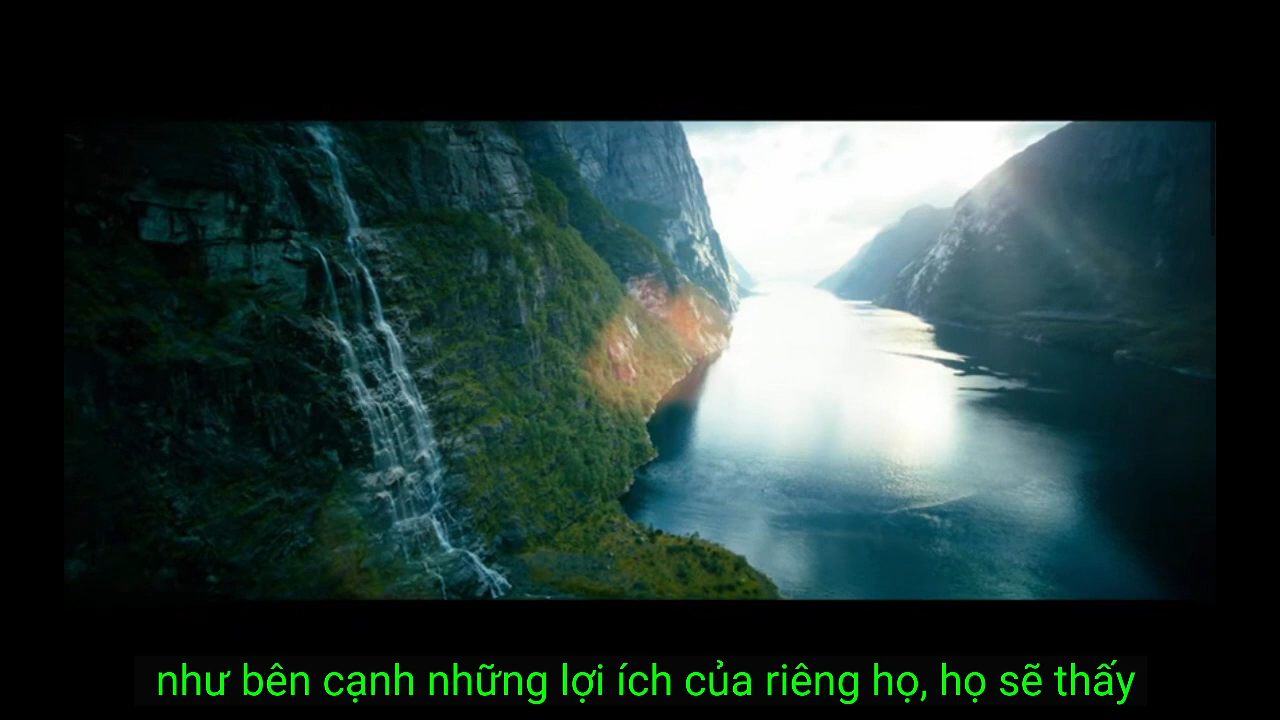 như bên cạnh những lợi ích của riêng họ, họ sẽ thấy